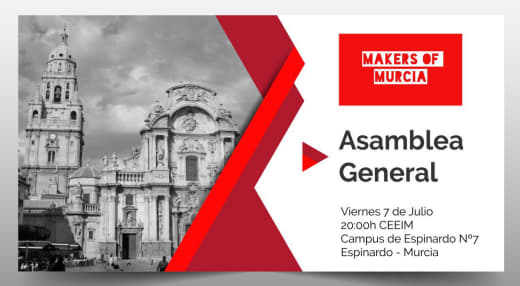 MAKERS OF
MURCIA
Asamblea
General
Viernes 7 de Julio
20:00h CEEIM
Campus de Espinardo Nº7
Espinardo - Murcia